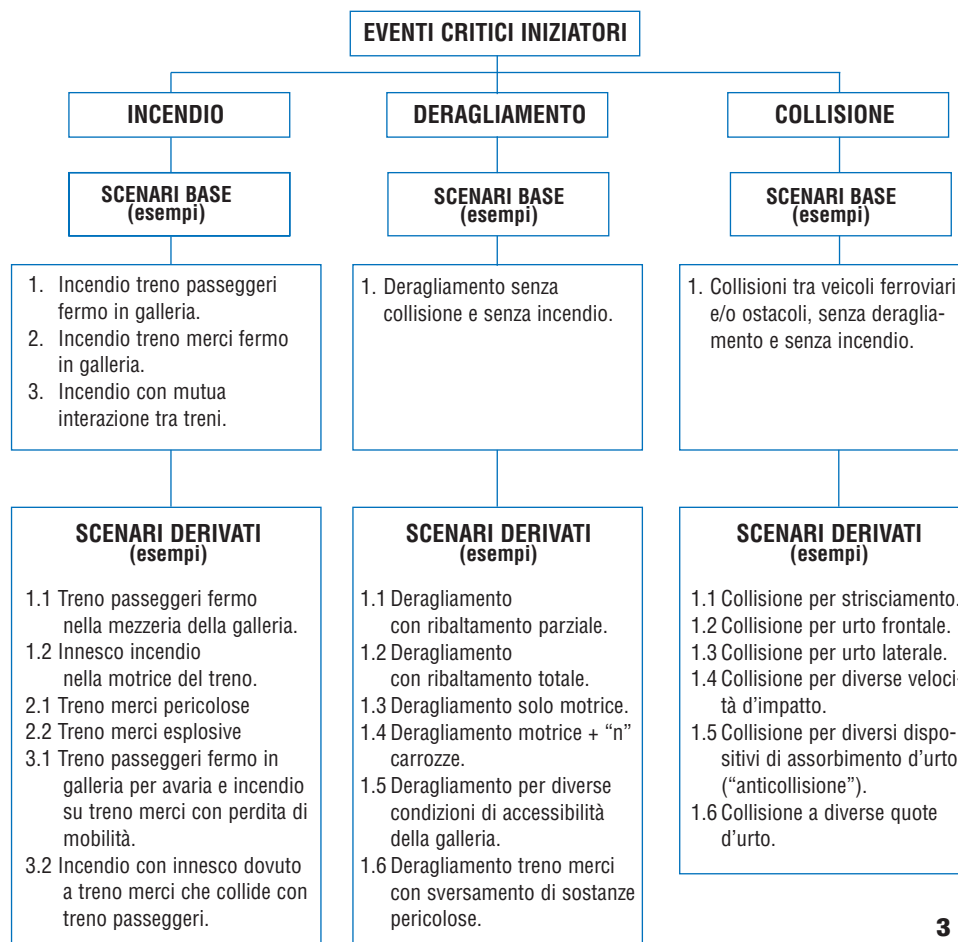 EVENTI CRITICI INIZIATORI
INCENDIO
SCENARI BASE
(esempi)
1. Incendio treno passeggeri
fermo in galleria.
2. Incendio treno merci fermo
in galleria.
3. Incendio con mutua
interazione tra treni.
SCENARI DERIVATI
(esempi)
1.1 Treno passeggeri fermo
nella mezzeria della galleria.
1.2 Innesco incendio
nella motrice del treno.
2.1 Treno merci pericolose
2.2 Treno merci esplosive
3.1 Treno passeggeri fermo in
galleria per avaria e incendio
su treno merci con perdita di
mobilità.
3.2 Incendio con innesco dovuto
a treno merci che collide con
treno passeggeri.
DERAGLIAMENTO
SCENARI BASE
(esempi)
1. Deragliamento senza
collisione e senza incendio.
SCENARI DERIVATI
(esempi)
1.1 Deragliamento
con ribaltamento parziale.
1.2 Deragliamento
con ribaltamento totale.
1.3 Deragliamento solo motrice.
1.4 Deragliamento motrice + “n”
carrozze.
1.5 Deragliamento per diverse
condizioni di accessibilità
della galleria.
1.6 Deragliamento treno merci
con sversamento di sostanze
pericolose.
COLLISIONE
SCENARI BASE
(esempi)
1. Collisioni tra veicoli ferroviari
e/o ostacoli, senza deraglia-
mento e senza incendio.
SCENARI DERIVATI
(esempi)
1.1 Collisione per strisciamento.
1.2 Collisione per urto frontale.
1.3 Collisione per urto laterale.
1.4 Collisione per diverse veloci-
tà d’impatto.
1.5 Collisione per diversi dispo-
sitivi di assorbimento d’urto
(“anticollisione”).
1.6 Collisione a diverse quote
d’urto.
3